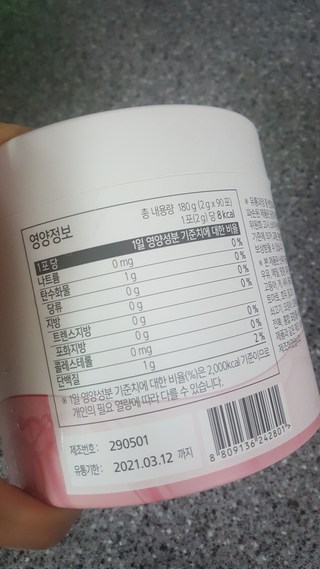 영양정보
총 내용량 180 g (2 g x 90포)
1포(2 g) 당 8 kcal
1포 당 1일 영양성분 기준치에 대한 비율
나트륨 0 mg 0 %
탄수화물 1 g 0 %
당류 0 g 0 %
지방 0 g 0 %
트랜스지방 0 g
포화지방 0 g 0 %
콜레스테롤 0 mg 0 %
단백질 1 g 2 %
※ 1일 영양성분 기준치에 대한 비율(%)은 2,000kcal 기준이므로
개인의 필요 열량에 따라 다를 수 있습니다.
제조번호 : 290501
유통기한 : 2021.03.12 까지
8 809136 242801